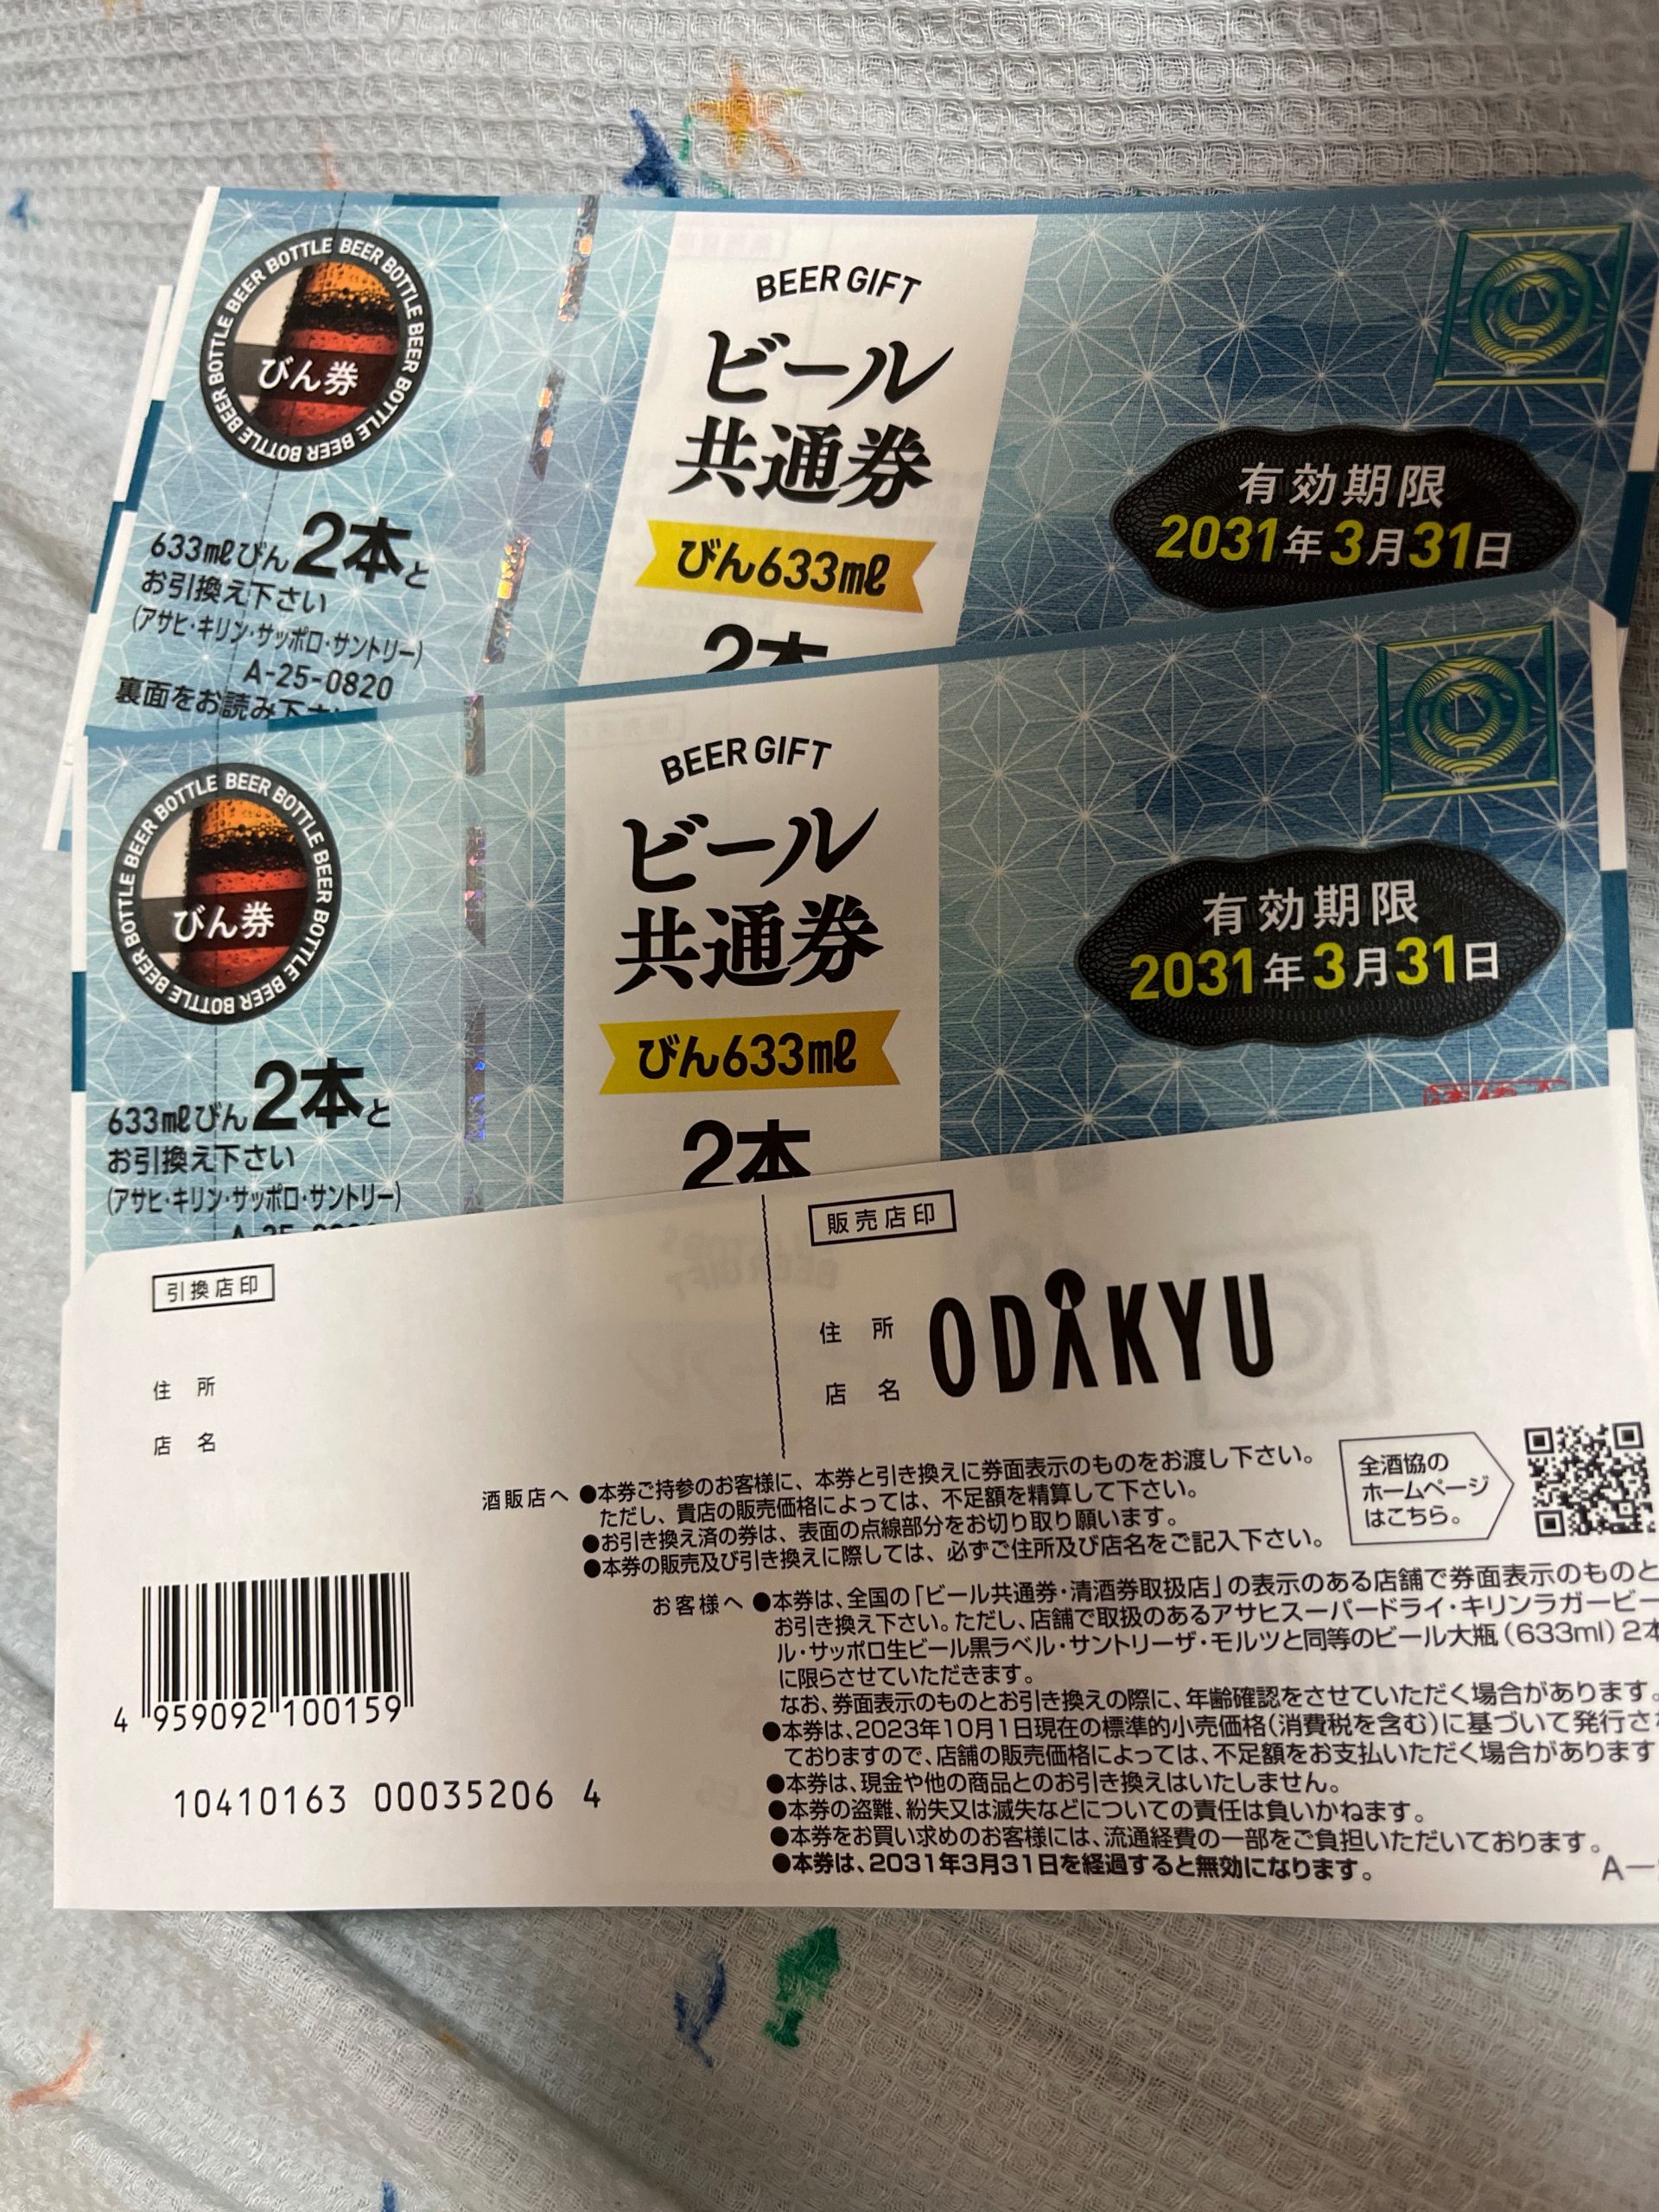 BEER BOTTLE BEER BOTTLE BEER BOTTLE BEER BOTTLE
びん券
633mlびん2本と
お引換え下さい
(アサヒ・キリン・サッポロ・サントリー)
A-25-0820
裏面をお読み下さい
BEER GIFT
ビール
共通券
びん633ml
2本
有効期限
2031年3月31日
BEER BOTTLE BEER BOTTLE BEER BOTTLE BEER BOTTLE
びん券
633mlびん2本と
お引換え下さい
(アサヒ・キリン・サッポロ・サントリー)
BEER GIFT
ビール
共通券
びん633ml
2本
有効期限
2031年3月31日
引換店印
住所
店名
販売店印
住所
店名
ODAKYU
全酒協の
ホームページ
はこちら。
酒販店へ ●本券ご持参のお客様に、本券と引き換えに券面表示のものをお渡し下さい。
ただし、貴店の販売価格によっては、不足額を精算して下さい。
●お引き換え済の券は、表面の点線部分をお切り取り願います。
●本券の販売及び引き換えに際しては、必ずご住所及び店名をご記入下さい。
お客様へ ●本券は、全国の「ビール共通券・清酒券取扱店」の表示のある店舗で券面表示のものと
お引き換え下さい。ただし、店舗で取扱のあるアサヒスーパードライ・キリンラガービー
ル・サッポロ生ビール黒ラベル・サントリーザ・モルツと同等のビール大瓶(633ml)2本
に限らせていただきます。
なお、券面表示のものとお引き換えの際に、年齢確認をさせていただく場合があります。
●本券は、2023年10月1日現在の標準的小売価格(消費税を含む)に基づいて発行さ
ておりますので、店舗の販売価格によっては、不足額をお支払いただく場合があります
●本券は、現金や他の商品とのお引き換えはいたしません。
●本券の盗難、紛失又は滅失などについての責任は負いかねます。
●本券をお買い求めのお客様には、流通経費の一部をご負担いただいております。
●本券は、2031年3月31日を経過すると無効になります。
A-
4 959092 100159
10410163 00035206 4